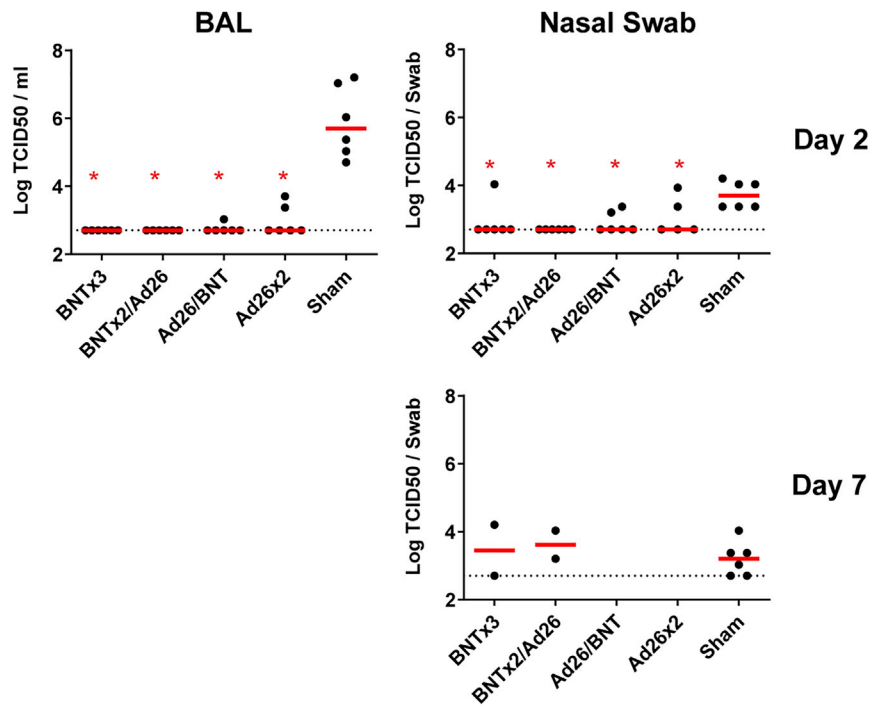 BAL
Nasal Swab
Log TCID50 / ml
8
6
4
2
* * * *
BNTx3
BNTx2/Ad26
Ad26/BNT
Ad26x2
Sham
Log TCID50 / Swab
8
6
4
2
* * * *
BNTx3
BNTx2/Ad26
Ad26/BNT
Ad26x2
Sham
Day 2
Log TCID50 / Swab
8
6
4
2
BNTx3
BNTx2/Ad26
Ad26/BNT
Ad26x2
Sham
Day 7